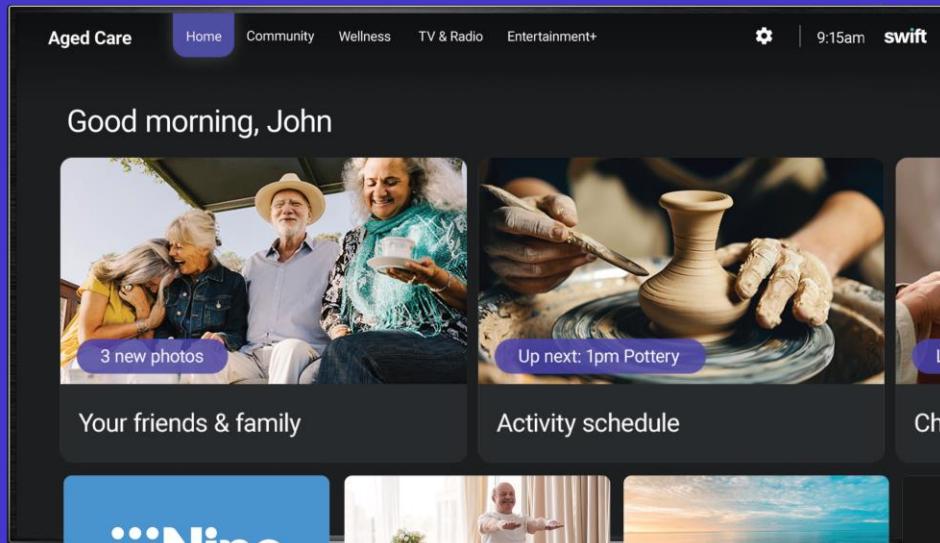 Aged Care
Home
Community
Wellness
TV & Radio
Entertainment+
9:15am
swift
Good morning, John
3 new photos
Up next: 1pm Pottery
Your friends & family
Activity schedule